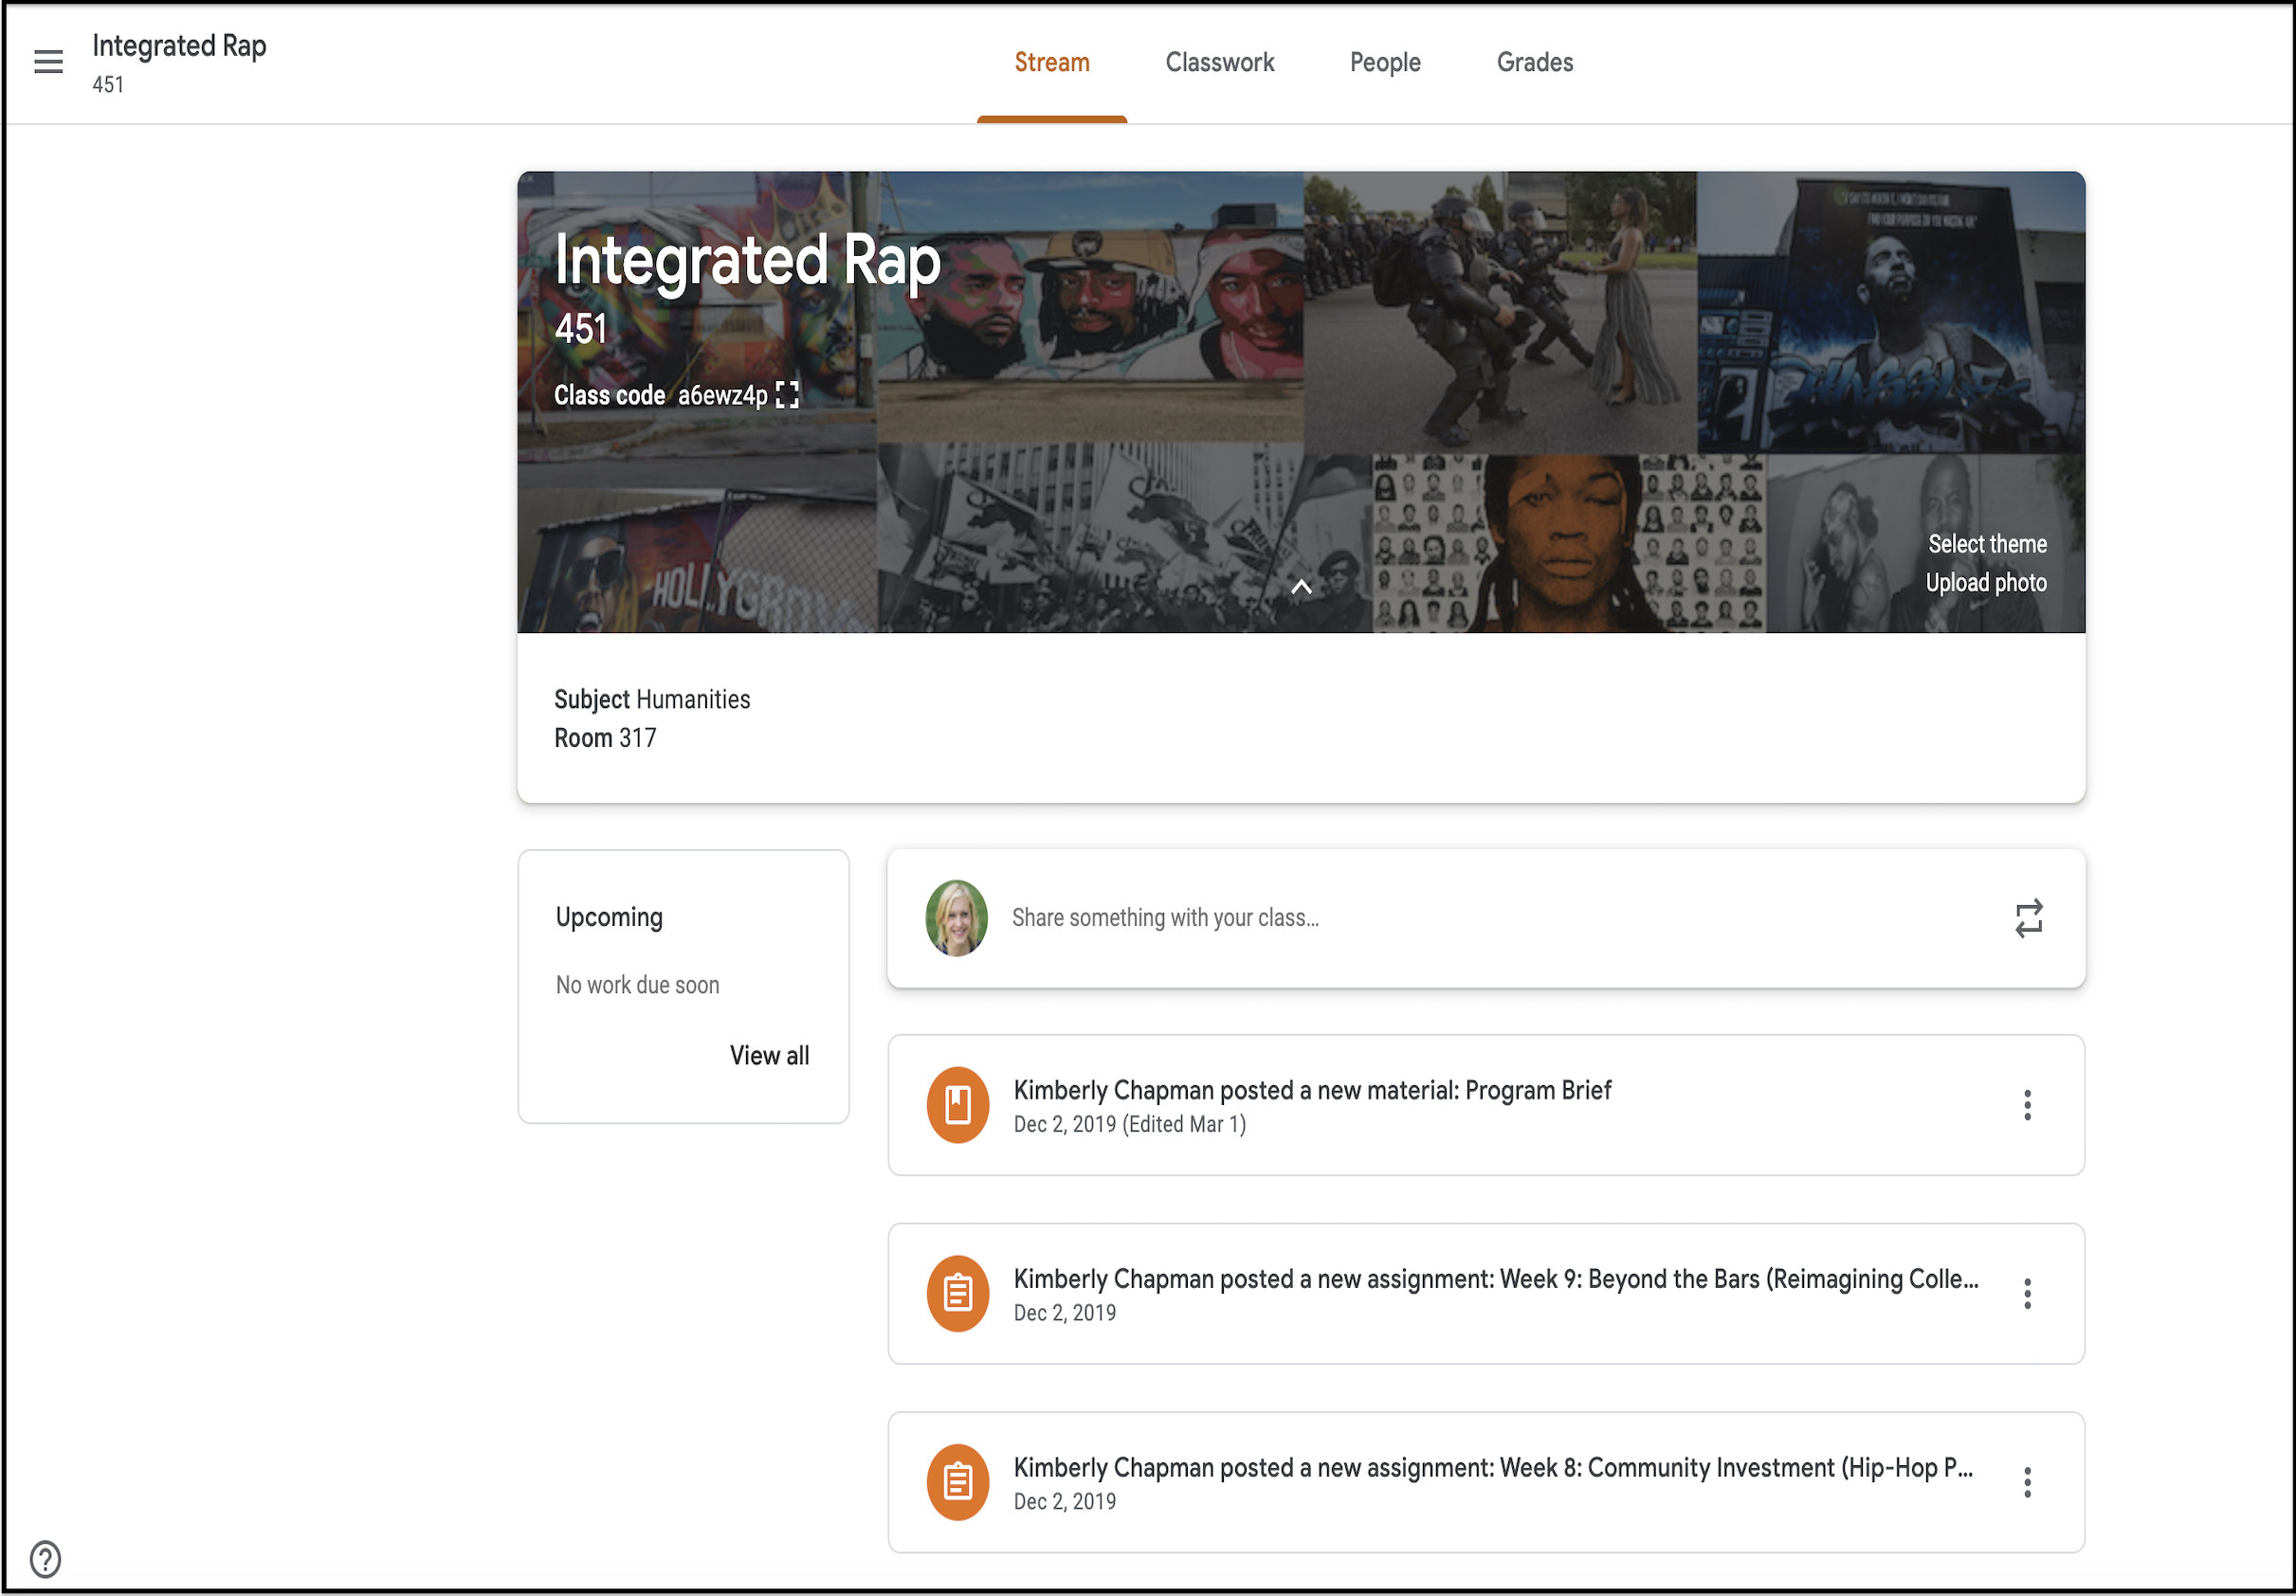 Integrated Rap
451
Stream
Classwork
People
Grades
Integrated Rap
451
Class code a6ewz4p
HOLLYGROVE
Select theme
Upload photo
Subject Humanities
Room 317
Upcoming
No work due soon
View all
Share something with your class...
Kimberly Chapman posted a new material: Program Brief
Dec 2, 2019 (Edited Mar 1)
Kimberly Chapman posted a new assignment: Week 9: Beyond the Bars (Reimagining Colle...
Dec 2, 2019
Kimberly Chapman posted a new assignment: Week 8: Community Investment (Hip-Hop P...
Dec 2, 2019
?